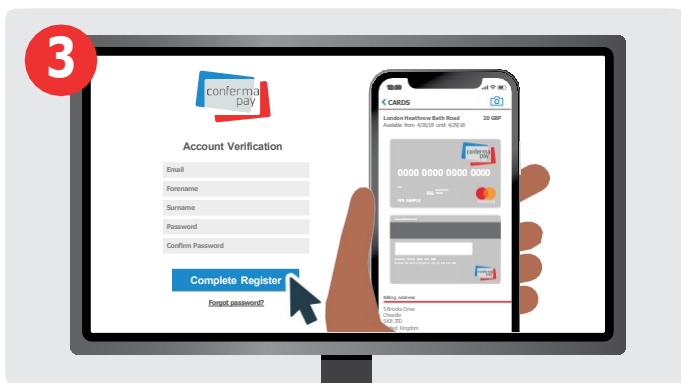 3
conferma
pay
Account Verification
Email
Forename
Surname
Password
Confirm Password
Complete Register
Forgot password?
CARDS
London Heathrow Bath Road 20 GBP
Available from 4/26/18 until 4/29/18
conferma
pay
0000 0000 0000 0000
Billing address:
5 Brooks Drive
Cheadle
SK8 3TD
United Kingdom